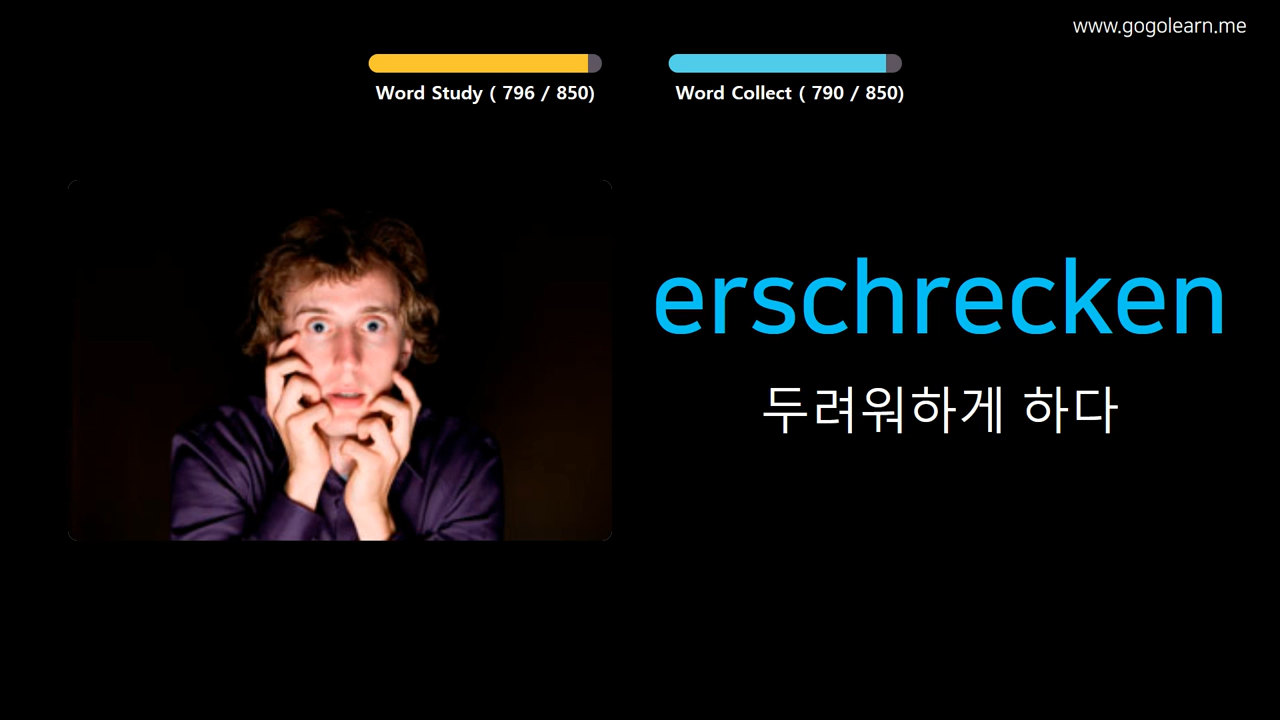 www.gogolearn.me
Word Study ( 796 / 850)
Word Collect ( 790 / 850)
erschrecken
두려워하게 하다